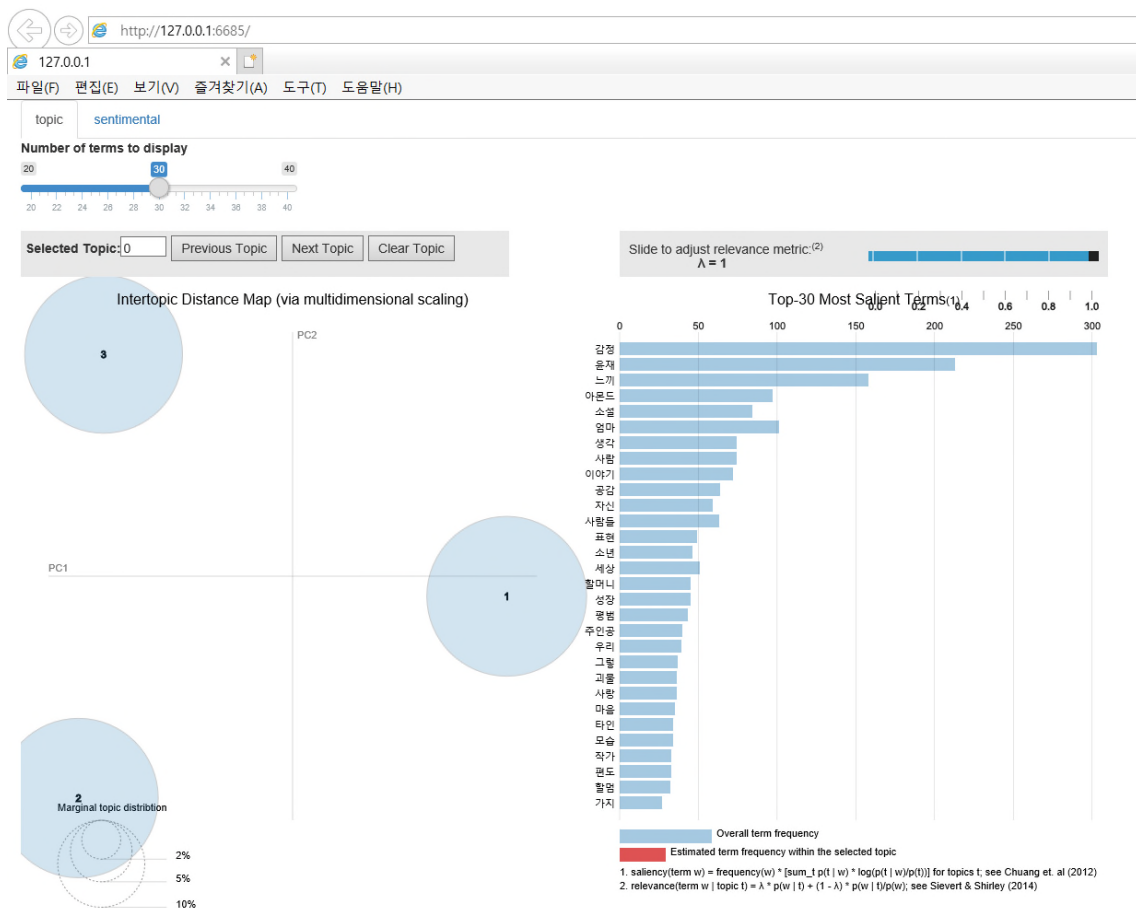 http://127.0.0.1:6685/
127.0.0.1
파일(F) 편집(E) 보기(V) 즐겨찾기(A) 도구(T) 도움말(H)
topic sentimental
Number of terms to display
20 30 40
20 22 24 26 28 30 32 34 36 38 40
Selected Topic: 0 Previous Topic Next Topic Clear Topic
Slide to adjust relevance metric:(2)
λ = 1
0.0 0.2 0.4 0.6 0.8 1.0
Intertopic Distance Map (via multidimensional scaling)
PC2
PC1
3
1
2
Marginal topic distribtion
2%
5%
10%
Top-30 Most Salient Terms(1)
0 50 100 150 200 250 300
감정
윤재
느끼
아몬드
소설
엄마
생각
사람
이야기
공감
자신
사람들
표현
소년
세상
할머니
성장
평범
주인공
우리
그렇
괴물
사랑
마음
타인
모습
작가
편도
할멈
가지
Overall term frequency
Estimated term frequency within the selected topic
1. saliency(term w) = frequency(w) * [sum_t p(t | w) * log(p(t | w)/p(t))] for topics t; see Chuang et. al (2012)
2. relevance(term w | topic t) = λ * p(w | t) + (1 - λ) * p(w | t)/p(w); see Sievert & Shirley (2014)